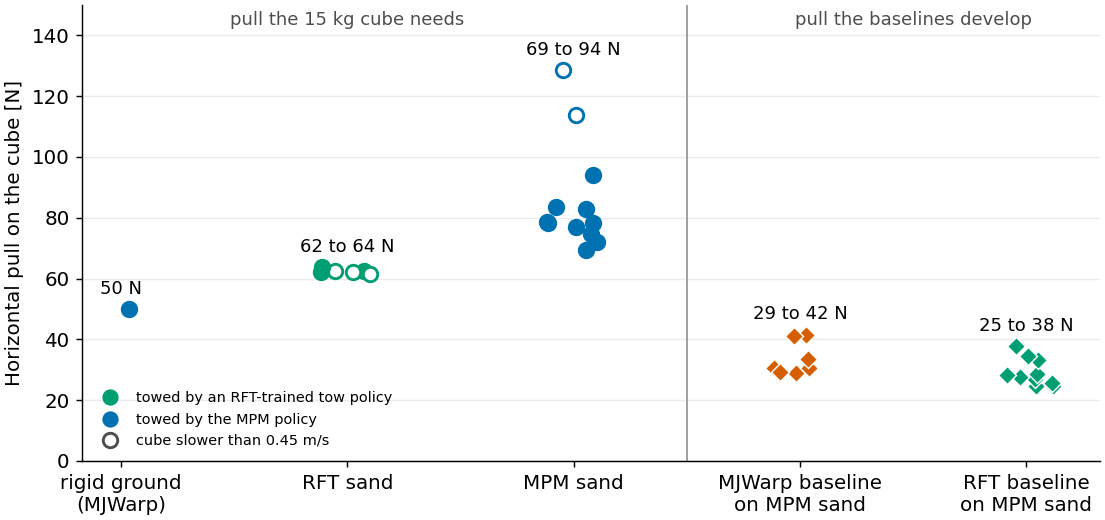 pull the 15 kg cube needs
pull the baselines develop
Horizontal pull on the cube [N]
140
120
100
80
60
40
20
0
69 to 94 N
62 to 64 N
50 N
29 to 42 N
25 to 38 N
towed by an RFT-trained tow policy
towed by the MPM policy
cube slower than 0.45 m/s
rigid ground
(MJWarp)
RFT sand
MPM sand
MJWarp baseline
on MPM sand
RFT baseline
on MPM sand